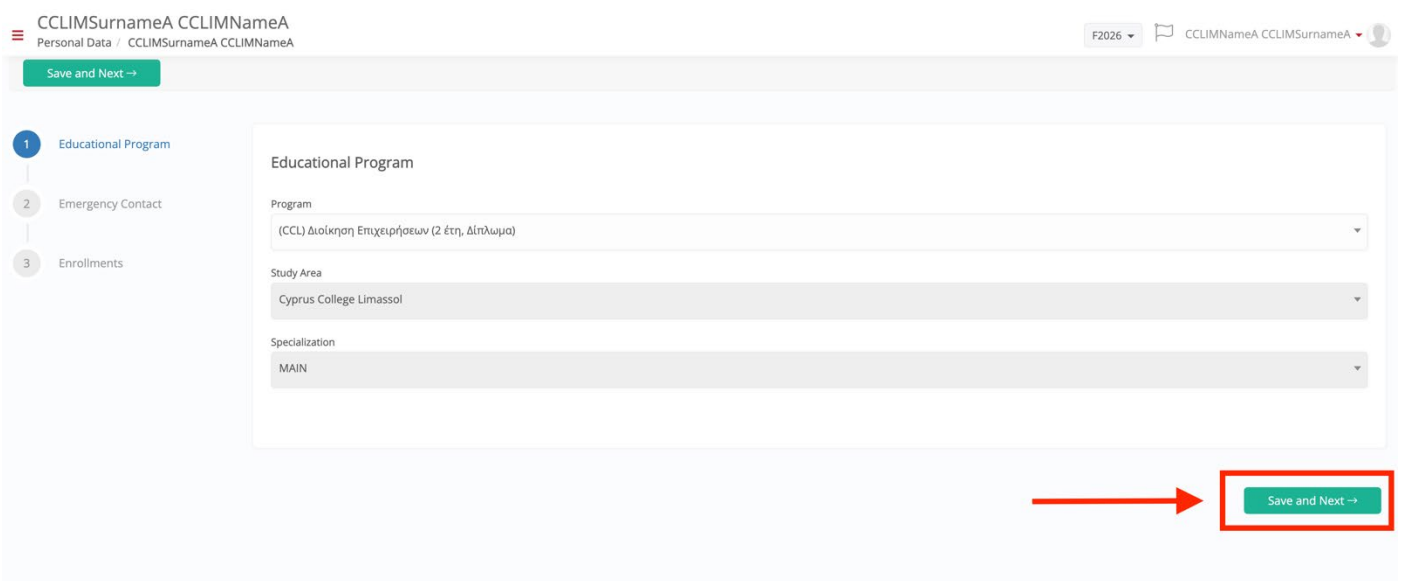 CCLIMSurnameA CCLIMNameA
Personal Data / CCLIMSurnameA CCLIMNameA
F2026
CCLIMNameA CCLIMSurnameA
Save and Next →
1 Educational Program
2 Emergency Contact
3 Enrollments
Educational Program
Program
(CCL) Διοίκηση Επιχειρήσεων (2 έτη, Δίπλωμα)
Study Area
Cyprus College Limassol
Specialization
MAIN
Save and Next →